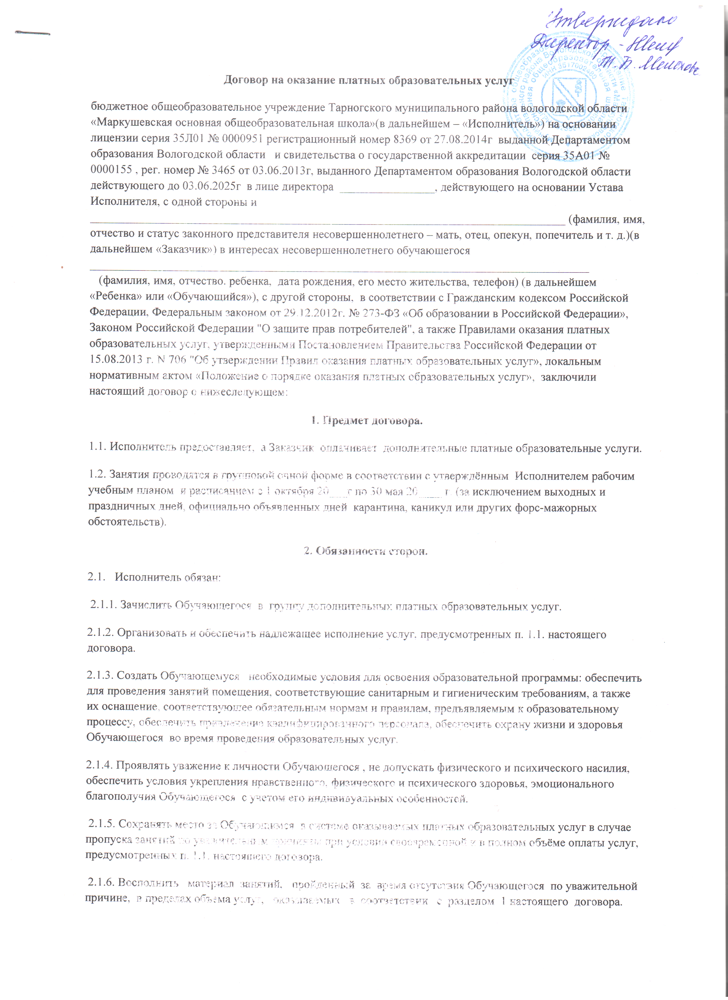 Утверждаю
Директор -
Т. Б. Мелехова
Договор на оказание платных образовательных услуг
ИНН 3517002480
бюджетное общеобразовательное учреждение Тарногского муниципального района вологодской области
«Маркушевская основная общеобразовательная школа»(в дальнейшем – «Исполнитель») на основании
лицензии серия 35Л01 № 0000951 регистрационный номер 8369 от 27.08.2014г выданной Департаментом
образования Вологодской области и свидетельства о государственной аккредитации серия 35А01 №
0000155 , рег. номер № 3465 от 03.06.2013г, выданного Департаментом образования Вологодской области
действующего до 03.06.2025г в лице директора ________________, действующего на основании Устава
Исполнителя, с одной стороны и
________________________________________________________________________________ (фамилия, имя,
отчество и статус законного представителя несовершеннолетнего – мать, отец, опекун, попечитель и т. д.)(в
дальнейшем «Заказчик») в интересах несовершеннолетнего обучающегося
____________________________________________________________________________________
(фамилия, имя, отчество. ребенка, дата рождения, его место жительства, телефон) (в дальнейшем
«Ребенка» или «Обучающийся»), с другой стороны, в соответствии с Гражданским кодексом Российской
Федерации, Федеральным законом от 29.12.2012г. № 273-ФЗ «Об образовании в Российской Федерации»,
Законом Российской Федерации "О защите прав потребителей", а также Правилами оказания платных
образовательных услуг, утвержденными Постановлением Правительства Российской Федерации от
15.08.2013 г. N 706 "Об утверждении Правил оказания платных образовательных услуг», локальным
нормативным актом «Положение о порядке оказания платных образовательных услуг», заключили
настоящий договор о нижеследующем:
1. Предмет договора.
1.1. Исполнитель предоставляет, а Заказчик оплачивает дополнительные платные образовательные услуги.
1.2. Занятия проводятся в групповой очной форме в соответствии с утверждённым Исполнителем рабочим
учебным планом и расписанием с 1 октября 20___г по 30 мая 20____ г. (за исключением выходных и
праздничных дней, официально объявленных дней карантина, каникул или других форс-мажорных
обстоятельств).
2. Обязанности сторон.
2.1. Исполнитель обязан:
2.1.1. Зачислить Обучающегося в группу дополнительных платных образовательных услуг.
2.1.2. Организовать и обеспечить надлежащее исполнение услуг, предусмотренных п. 1.1. настоящего
договора.
2.1.3. Создать Обучающемуся необходимые условия для освоения образовательной программы: обеспечить
для проведения занятий помещения, соответствующие санитарным и гигиеническим требованиям, а также
их оснащение, соответствующее обязательным нормам и правилам, предъявляемым к образовательному
процессу, обеспечить привлечение квалифицированного персонала, обеспечить охрану жизни и здоровья
Обучающегося во время проведения образовательных услуг.
2.1.4. Проявлять уважение к личности Обучающегося , не допускать физического и психического насилия,
обеспечить условия укрепления нравственного, физического и психического здоровья, эмоционального
благополучия Обучающегося с учетом его индивидуальных особенностей.
2.1.5. Сохранять место за Обучающимся в системе оказываемых платных образовательных услуг в случае
пропуска занятий по уважительным причинам при условии своевременной и в полном объёме оплаты услуг,
предусмотренных п. 1.1. настоящего договора.
2.1.6. Восполнить материал занятий, пройденный за время отсутствия Обучающегося по уважительной
причине, в пределах объема услуг, оказываемых в соответствии с разделом 1 настоящего договора.